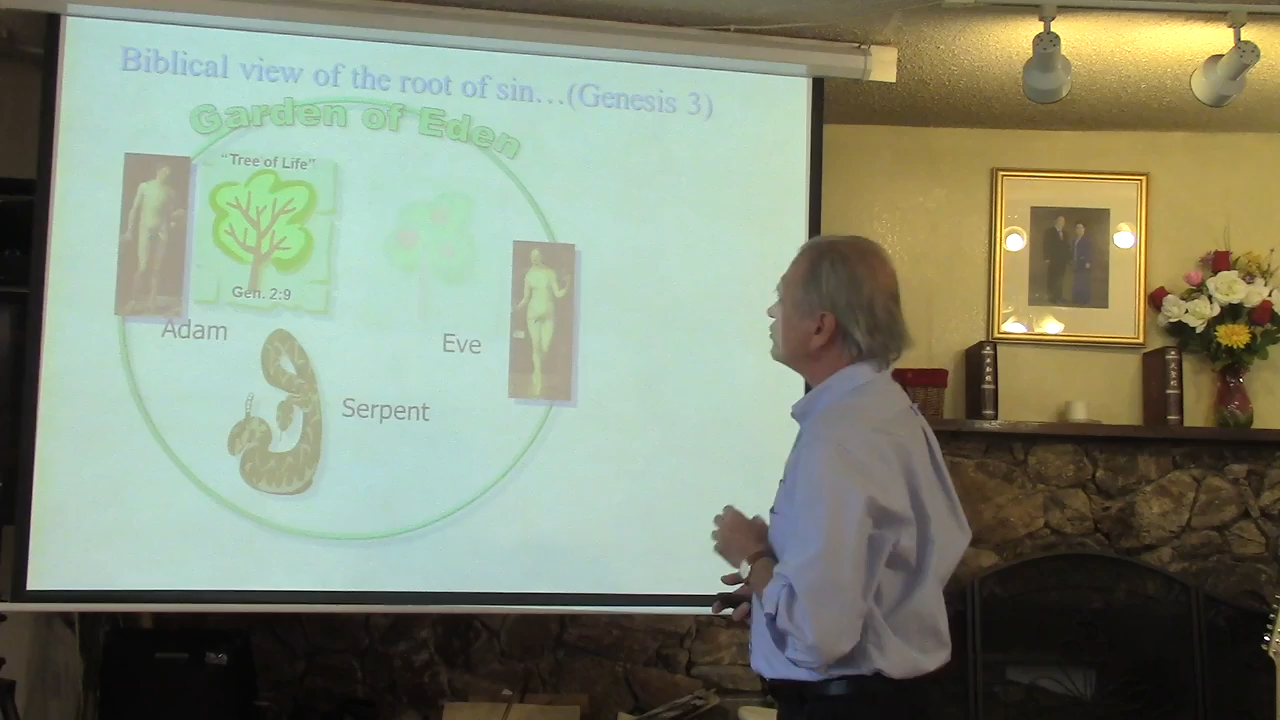 Biblical view of the root of sin…(Genesis 3)
Garden of Eden
“Tree of Life”
Gen. 2:9
Adam
Eve
Serpent